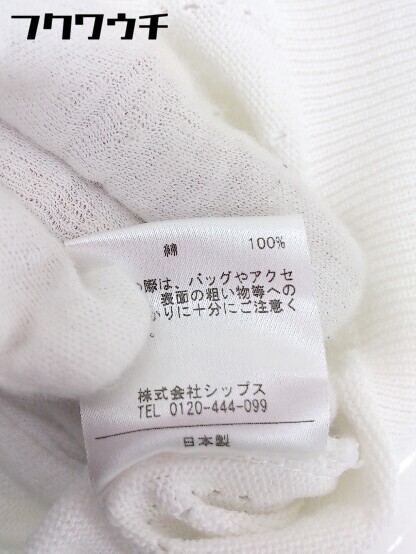 フクワウチ
綿 100%
の際は、バッグやアクセ
表面の粗い物等への
かりに十分にご注意く
。
株式会社シップス
TEL 0120-444-099
日本製